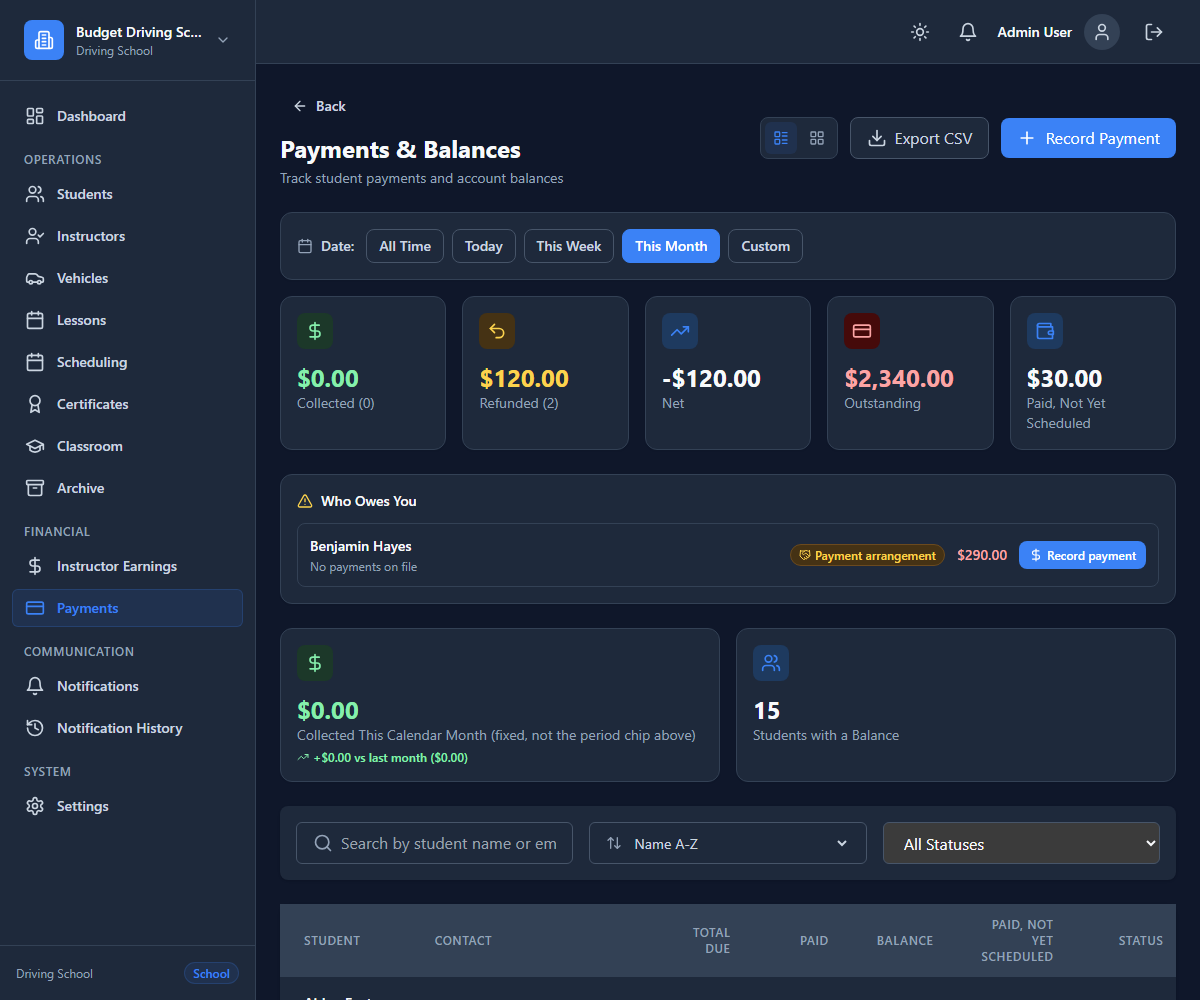 Budget Driving Sc...
Driving School
Admin User
Dashboard
OPERATIONS
Students
Instructors
Vehicles
Lessons
Scheduling
Certificates
Classroom
Archive
FINANCIAL
Instructor Earnings
Payments
COMMUNICATION
Notifications
Notification History
SYSTEM
Settings
Driving School
School
Back
Payments & Balances
Track student payments and account balances
Export CSV
Record Payment
Date:
All Time
Today
This Week
This Month
Custom
$0.00
Collected (0)
$120.00
Refunded (2)
-$120.00
Net
$2,340.00
Outstanding
$30.00
Paid, Not Yet
Scheduled
Who Owes You
Benjamin Hayes
No payments on file
Payment arrangement
$290.00
Record payment
$0.00
Collected This Calendar Month (fixed, not the period chip above)
+$0.00 vs last month ($0.00)
15
Students with a Balance
Search by student name or em
Name A-Z
All Statuses
STUDENT
CONTACT
TOTAL
DUE
PAID
BALANCE
PAID, NOT
YET
SCHEDULED
STATUS